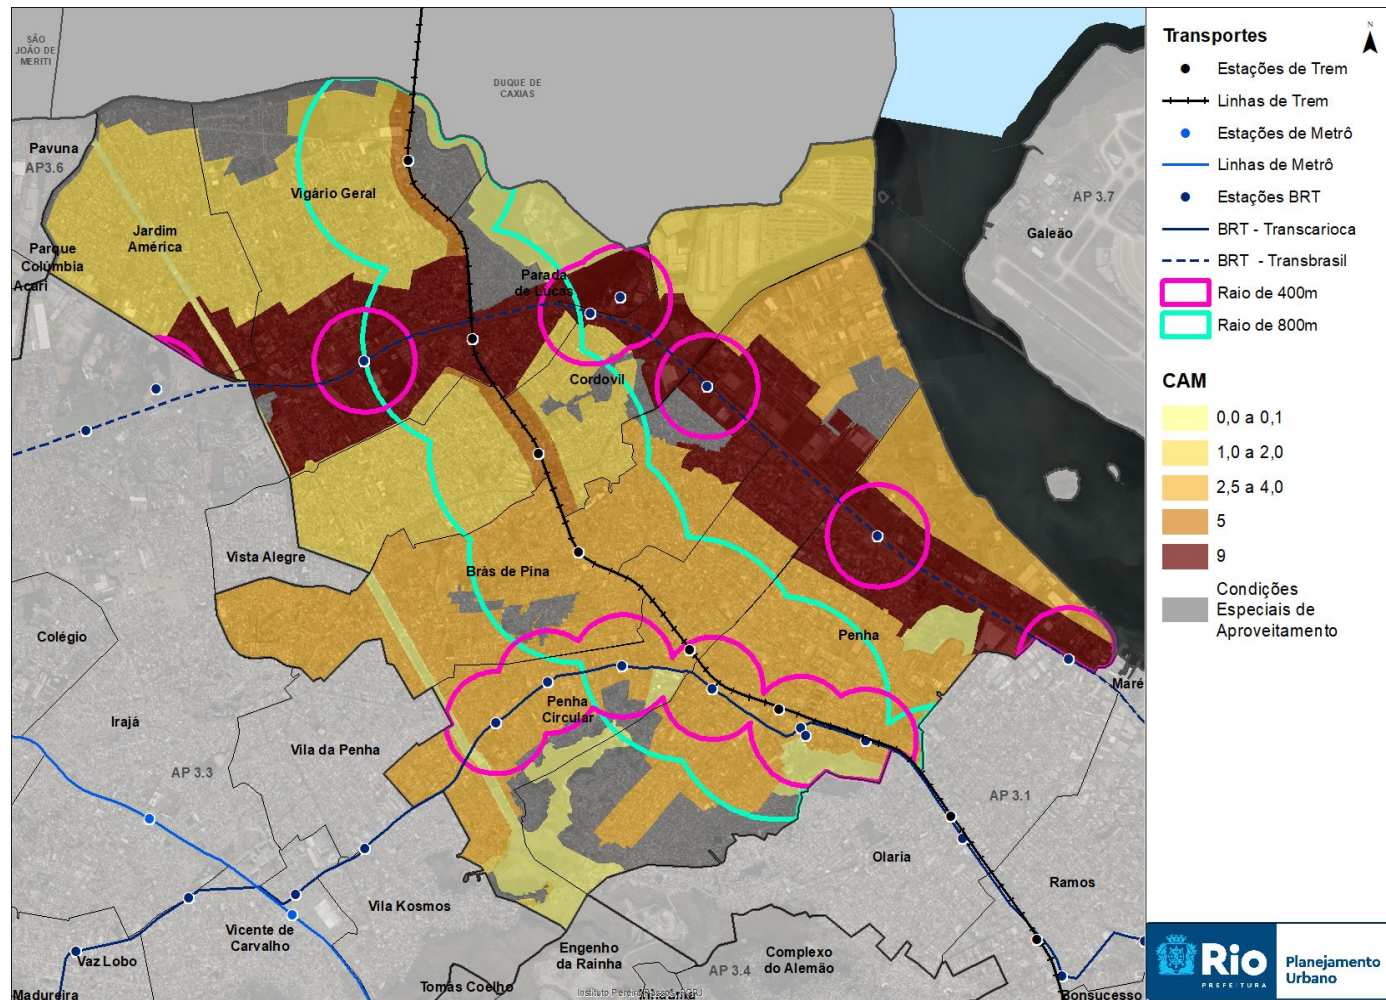 SÃO
JOÃO DE
MERITI
DUQUE DE
CAXIAS
Pavuna
AP3.6
Vigário Geral
Jardim
América
Parque
Colúmbia
Acari
Parada
de Lucas
AP 3.7
Galeão
Cordovil
Vista Alegre
Brás de Pina
Colégio
Penha
Irajá
Penha
Circular
Maré
Vila da Penha
AP 3.3
AP 3.1
Olaria
Ramos
Vila Kosmos
Vicente de
Carvalho
Vaz Lobo
Engenho
da Rainha
Complexo
do Alemão
AP 3.4
Tomás Coelho
Madureira
Bonsucesso
Transportes
N
Estações de Trem
Linhas de Trem
Estações de Metrô
Linhas de Metrô
Estações BRT
BRT - Transcarioca
BRT - Transbrasil
Raio de 400m
Raio de 800m
CAM
0,0 a 0,1
1,0 a 2,0
2,5 a 4,0
5
9
Condições
Especiais de
Aproveitamento
Rio
PREFEITURA
Planejamento
Urbano